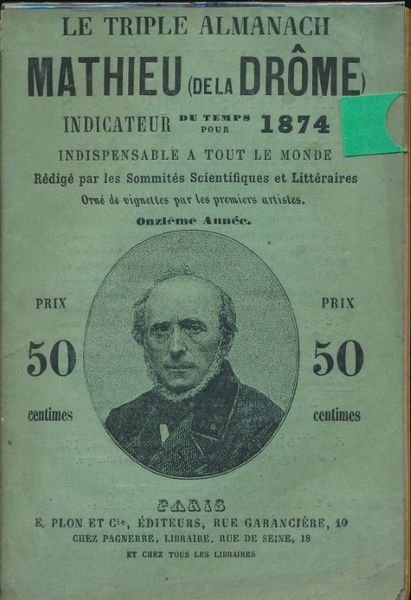 LE TRIPLE ALMANACH
MATHIEU (DE LA DRÔME)
INDICATEUR DU TEMPS POUR 1874
INDISPENSABLE A TOUT LE MONDE
Rédigé par les Sommités Scientifiques et Littéraires
Orné de vignettes par les premiers artistes.
Onzième Année.
PRIX
50
centimes
PRIX
50
centimes
PARIS
E. PLON ET Cie, ÉDITEURS, RUE GARANCIÈRE, 10
CHEZ PAGNERRE, LIBRAIRE, RUE DE SEINE, 18
ET CHEZ TOUS LES LIBRAIRES